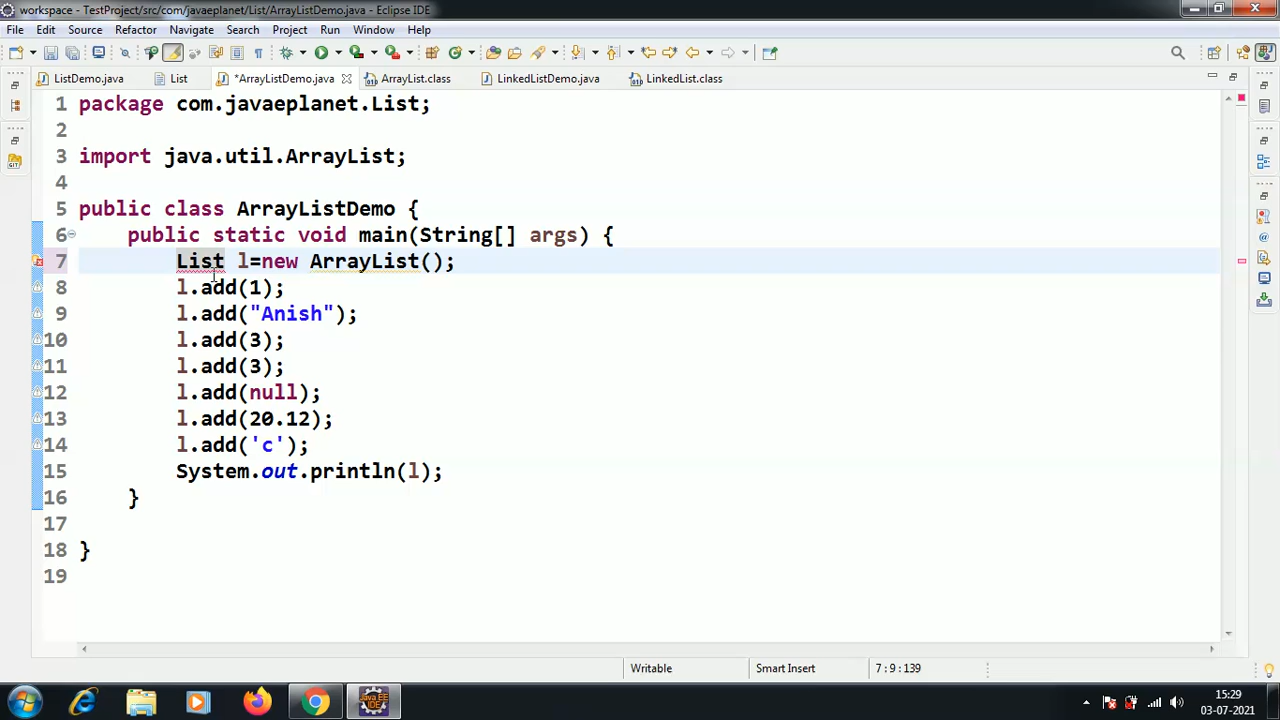 workspace - TestProject/src/com/javaeplanet/List/ArrayListDemo.java - Eclipse IDE
File Edit Source Refactor Navigate Search Project Run Window Help
ListDemo.java List *ArrayListDemo.java ArrayList.class LinkedListDemo.java LinkedList.class
1 package com.javaeplanet.List;
2
3 import java.util.ArrayList;
4
5 public class ArrayListDemo {
6 public static void main(String[] args) {
7 List l=new ArrayList();
8 l.add(1);
9 l.add("Anish");
10 l.add(3);
11 l.add(3);
12 l.add(null);
13 l.add(20.12);
14 l.add('c');
15 System.out.println(l);
16 }
17
18 }
19
Writable Smart Insert 7 : 9 : 139
15:29
03-07-2021